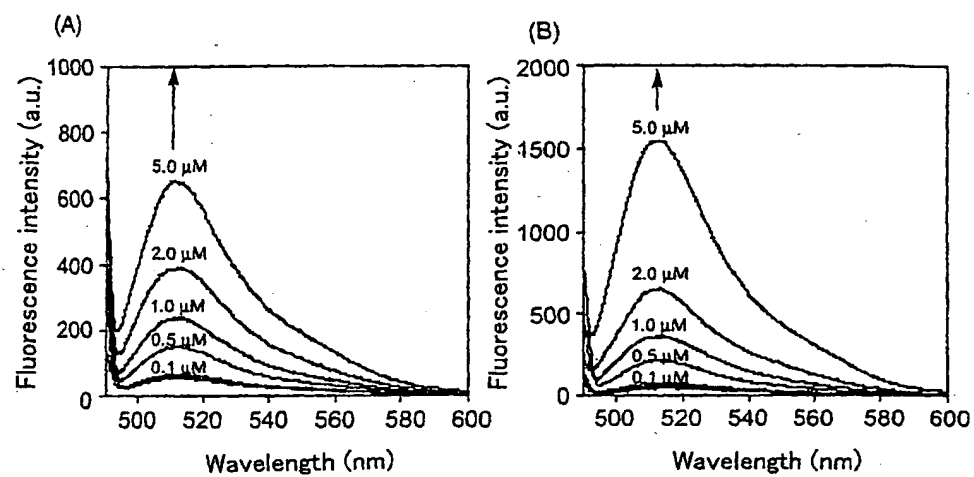 (A)
1000
800
600
400
200
0
Fluorescence intensity (a.u.)
5.0 μM
2.0 μM
1.0 μM
0.5 μM
0.1 μM
500 520 540 560 580 600
Wavelength (nm)
(B)
2000
1500
1000
500
0
Fluorescence intensity (a.u.)
5.0 μM
2.0 μM
1.0 μM
0.5 μM
0.1 μM
500 520 540 560 580 600
Wavelength (nm)